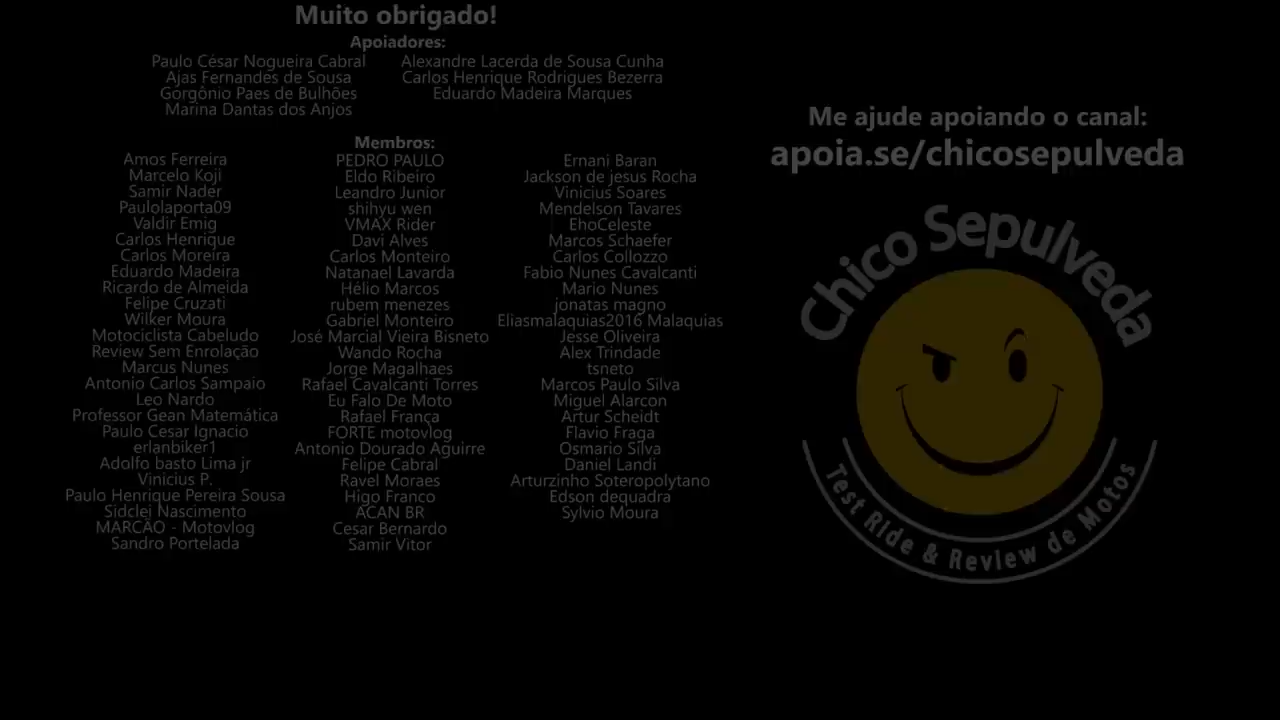 Muito obrigado!
Apoiadores:
Paulo César Nogueira Cabral
Ajas Fernandes de Sousa
Gorgônio Paes de Bulhões
Marina Dantas dos Anjos
Alexandre Lacerda de Sousa Cunha
Carlos Henrique Rodrigues Bezerra
Eduardo Madeira Marques
Membros:
Amos Ferreira
Marcelo Koji
Samir Nader
Paulolaporta09
Valdir Emig
Carlos Henrique
Carlos Moreira
Eduardo Madeira
Ricardo de Almeida
Felipe Cruzati
Wilker Moura
Motociclista Cabeludo
Review Sem Enrolação
Marcus Nunes
Antonio Carlos Sampaio
Leo Nardo
Professor Gean Matemática
Paulo Cesar Ignacio
erlanbiker1
Adolfo basto Lima jr
Vinicius P.
Paulo Henrique Pereira Sousa
Sidclei Nascimento
MARCÃO - Motovlog
Sandro Portelada
PEDRO PAULO
Eldo Ribeiro
Leandro Junior
shihyu wen
VMAX Rider
Davi Alves
Carlos Monteiro
Natanael Lavarda
Hélio Marcos
rubem menezes
Gabriel Monteiro
José Marcial Vieira Bisneto
Wando Rocha
Jorge Magalhaes
Rafael Cavalcanti Torres
Eu Falo De Moto
Rafael França
FORTE motovlog
Antonio Dourado Aguirre
Felipe Cabral
Ravel Moraes
Higo Franco
ACAN BR
Cesar Bernardo
Samir Vitor
Ernani Baran
Jackson de jesus Rocha
Vinicius Soares
Mendelson Tavares
EhoCeleste
Marcos Schaefer
Carlos Collozzo
Fabio Nunes Cavalcanti
Mario Nunes
jonatas magno
Eliasmalaquias2016 Malaquias
Jesse Oliveira
Alex Trindade
tsneto
Marcos Paulo Silva
Miguel Alarcon
Artur Scheidt
Flavio Fraga
Osmario Silva
Daniel Landi
Arturzinho Soteropolytano
Edson dequadra
Sylvio Moura
Me ajude apoiando o canal:
apoia.se/chicosepulveda
Chico Sepulveda
Test Ride & Review de Motos